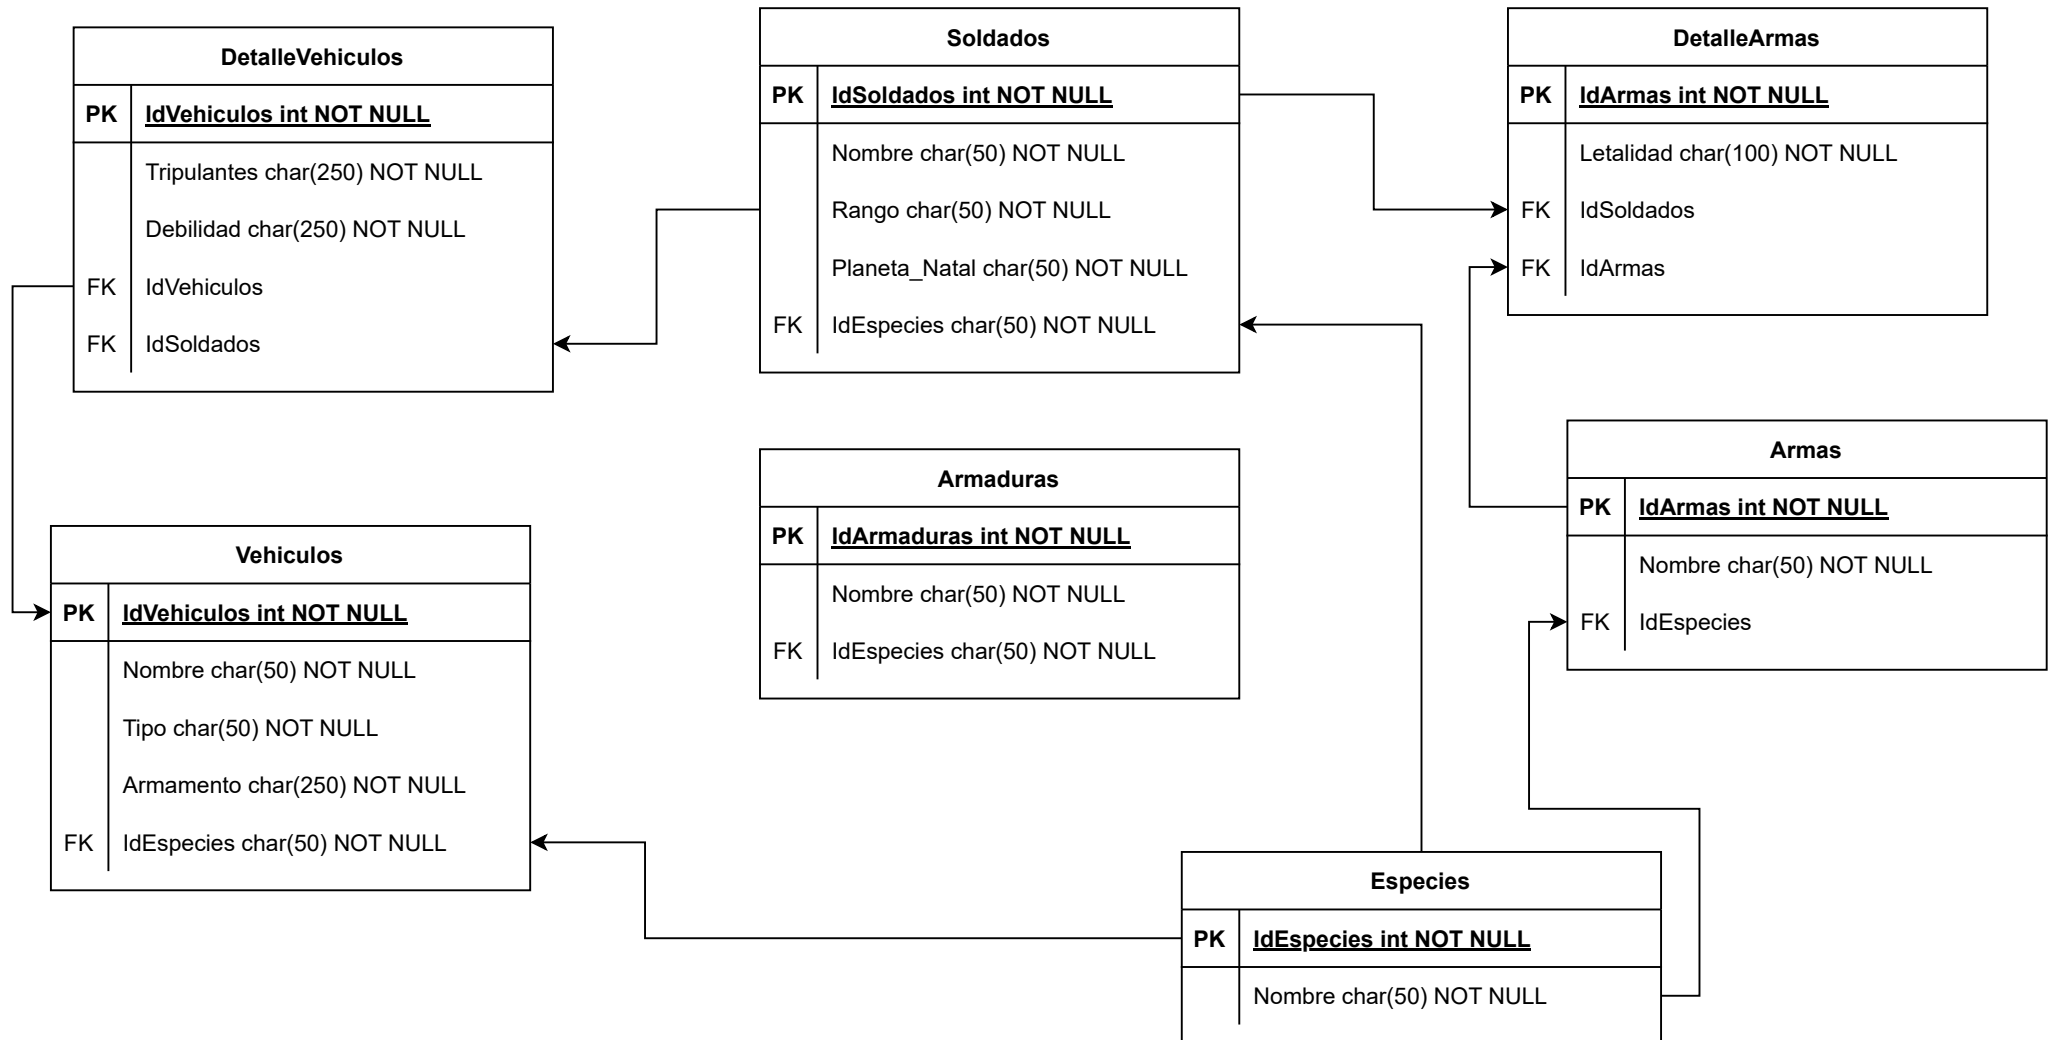 DetalleVehiculos
PK IdVehiculos int NOT NULL
Tripulantes char(250) NOT NULL
Debilidad char(250) NOT NULL
FK IdVehiculos
FK IdSoldados
Soldados
PK IdSoldados int NOT NULL
Nombre char(50) NOT NULL
Rango char(50) NOT NULL
Planeta_Natal char(50) NOT NULL
FK IdEspecies char(50) NOT NULL
DetalleArmas
PK IdArmas int NOT NULL
Letalidad char(100) NOT NULL
FK IdSoldados
FK IdArmas
Armas
PK IdArmas int NOT NULL
Nombre char(50) NOT NULL
FK IdEspecies
Armaduras
PK IdArmaduras int NOT NULL
Nombre char(50) NOT NULL
FK IdEspecies char(50) NOT NULL
Vehiculos
PK IdVehiculos int NOT NULL
Nombre char(50) NOT NULL
Tipo char(50) NOT NULL
Armamento char(250) NOT NULL
FK IdEspecies char(50) NOT NULL
Especies
PK IdEspecies int NOT NULL
Nombre char(50) NOT NULL